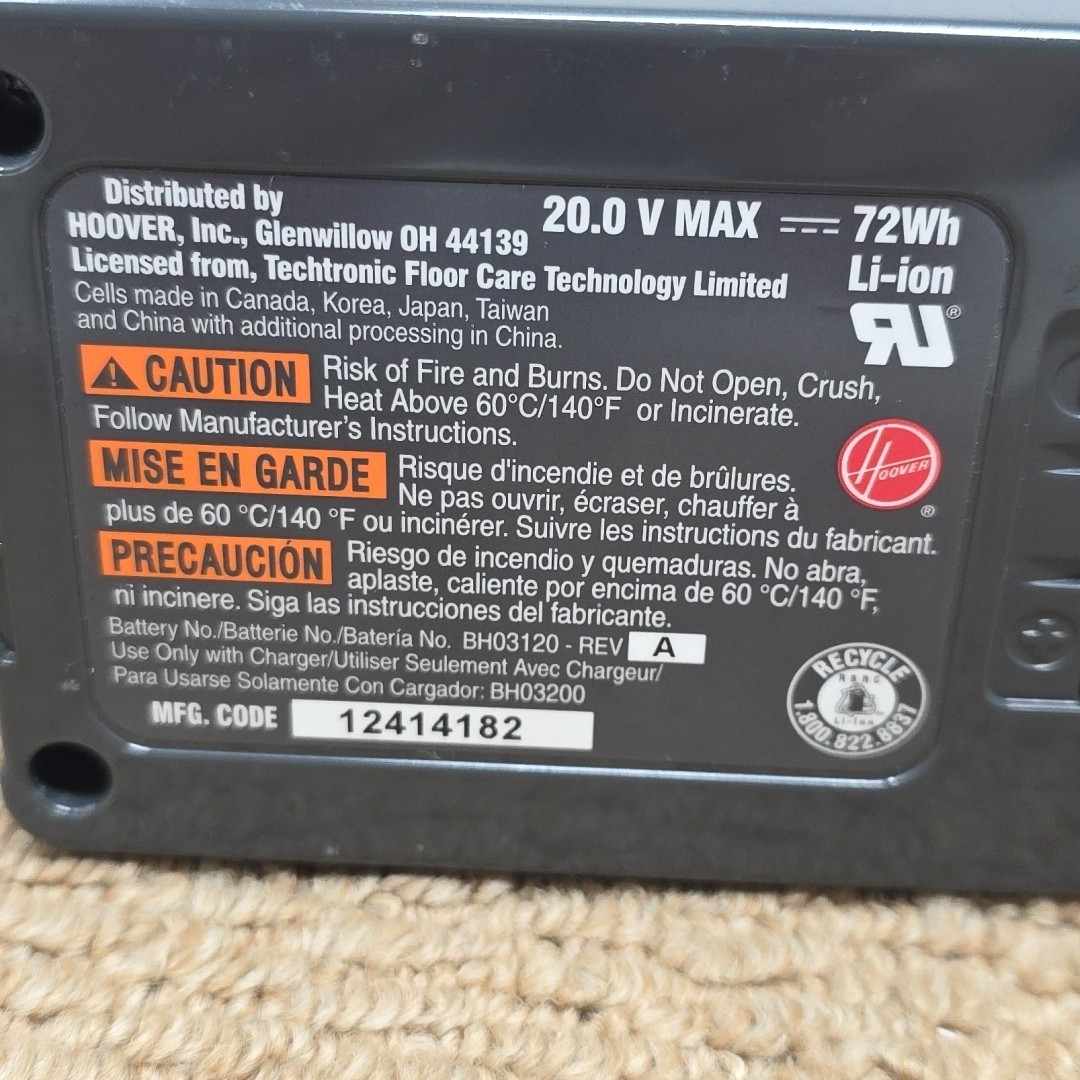 Distributed by
HOOVER, Inc., Glenwillow OH 44139
20.0 V MAX 72Wh
Licensed from, Techtronic Floor Care Technology Limited
Li-ion
Cells made in Canada, Korea, Japan, Taiwan
and China with additional processing in China.
RU®
CAUTION Risk of Fire and Burns. Do Not Open, Crush,
Heat Above 60°C/140°F or Incinerate.
Follow Manufacturer's Instructions.
HOOVER
®
MISE EN GARDE Risque d'incendie et de brûlures.
Ne pas ouvrir, écraser, chauffer à
plus de 60 °C/140 °F ou incinérer. Suivre les instructions du fabricant.
PRECAUCIÓN Riesgo de incendio y quemaduras. No abra,
aplaste, caliente por encima de 60 °C/140 °F,
ni incinere. Siga las instrucciones del fabricante.
Battery No./Batterie No./Batería No. BH03120 - REV A
Use Only with Charger/Utiliser Seulement Avec Chargeur/
Para Usarse Solamente Con Cargador: BH03200
MFG. CODE 12414182
RECYCLE
RBRC
Li-Ion
1.800.822.8837